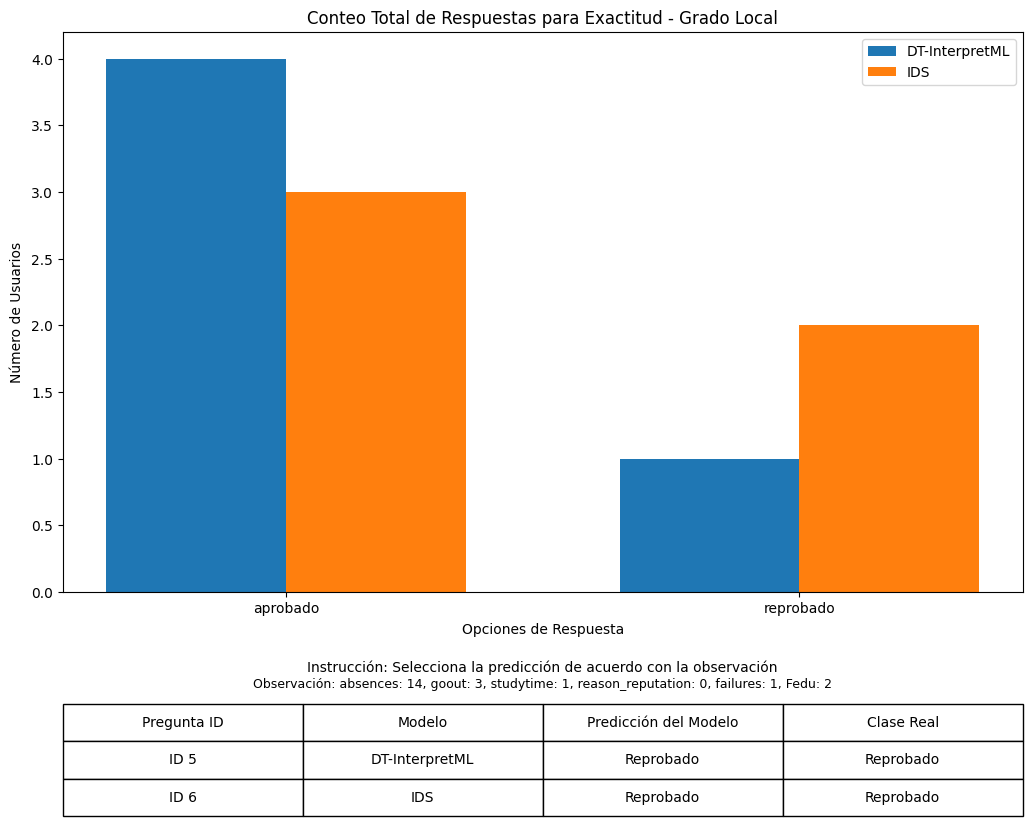 Conteo Total de Respuestas para Exactitud - Grado Local
DT-InterpretML
IDS
4.0
3.5
3.0
2.5
2.0
1.5
1.0
0.5
0.0
Número de Usuarios
aprobado
reprobado
Opciones de Respuesta
Instrucción: Selecciona la predicción de acuerdo con la observación
Observación: absences: 14, goout: 3, studytime: 1, reason_reputation: 0, failures: 1, Fedu: 2
Pregunta ID Modelo Predicción del Modelo Clase Real
ID 5 DT-InterpretML Reprobado Reprobado
ID 6 IDS Reprobado Reprobado